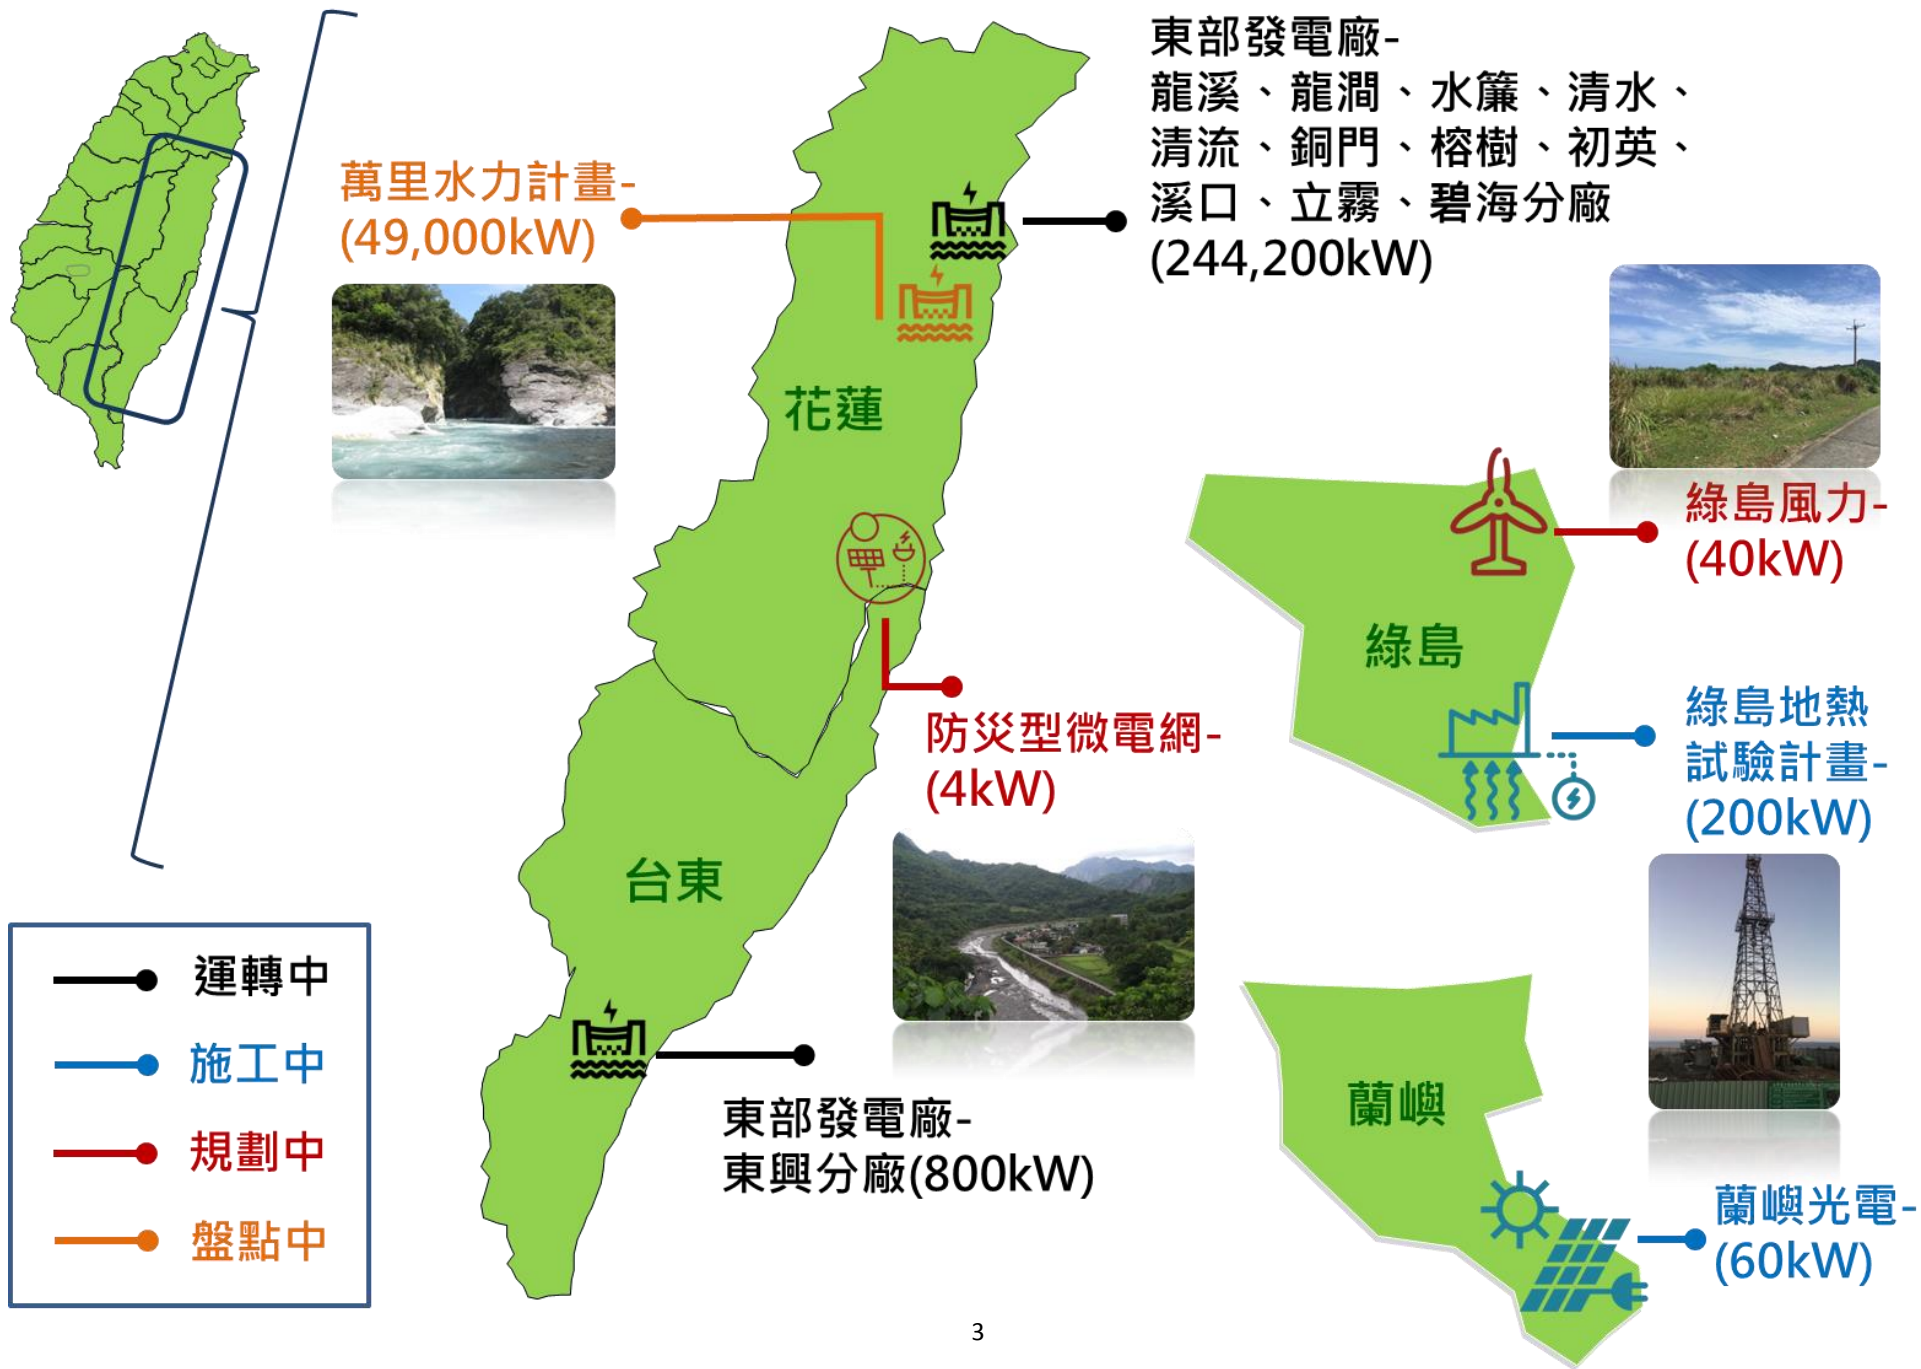 東部發電廠-
龍溪、龍澗、水簾、清水、
清流、銅門、榕樹、初英、
溪口、立霧、碧海分廠
(244,200kW)
萬里水力計畫-
(49,000kW)
花蓮
綠島風力-
(40kW)
綠島
綠島地熱
試驗計畫-
(200kW)
防災型微電網-
(4kW)
台東
運轉中
施工中
規劃中
盤點中
東部發電廠-
東興分廠(800kW)
蘭嶼
蘭嶼光電-
(60kW)
3